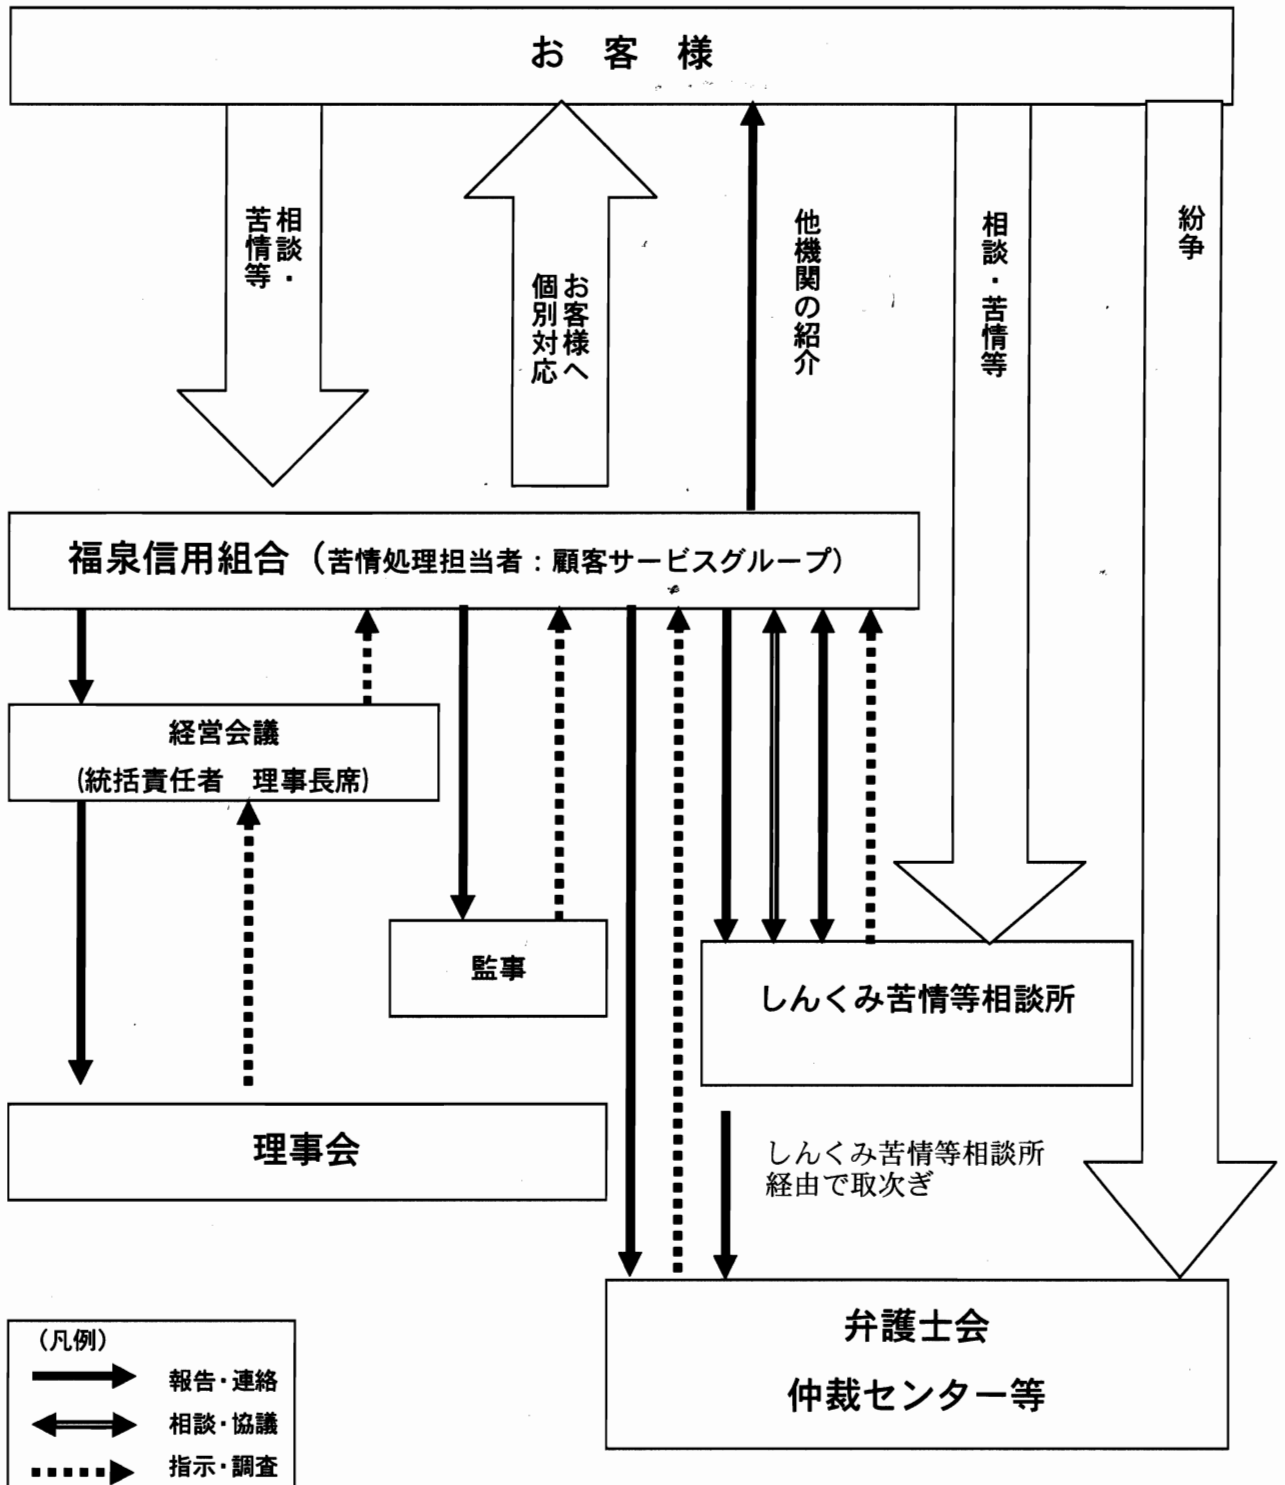 お 客 様
相談・
苦情等
お客様へ
個別対応
他機関の紹介
相談・苦情等
紛争
福泉信用組合（苦情処理担当者：顧客サービスグループ）
経営会議
(統括責任者　理事長席)
監事
しんくみ苦情等相談所
理事会
しんくみ苦情等相談所
経由で取次ぎ
弁護士会
仲裁センター等
（凡例）
報告・連絡
相談・協議
指示・調査